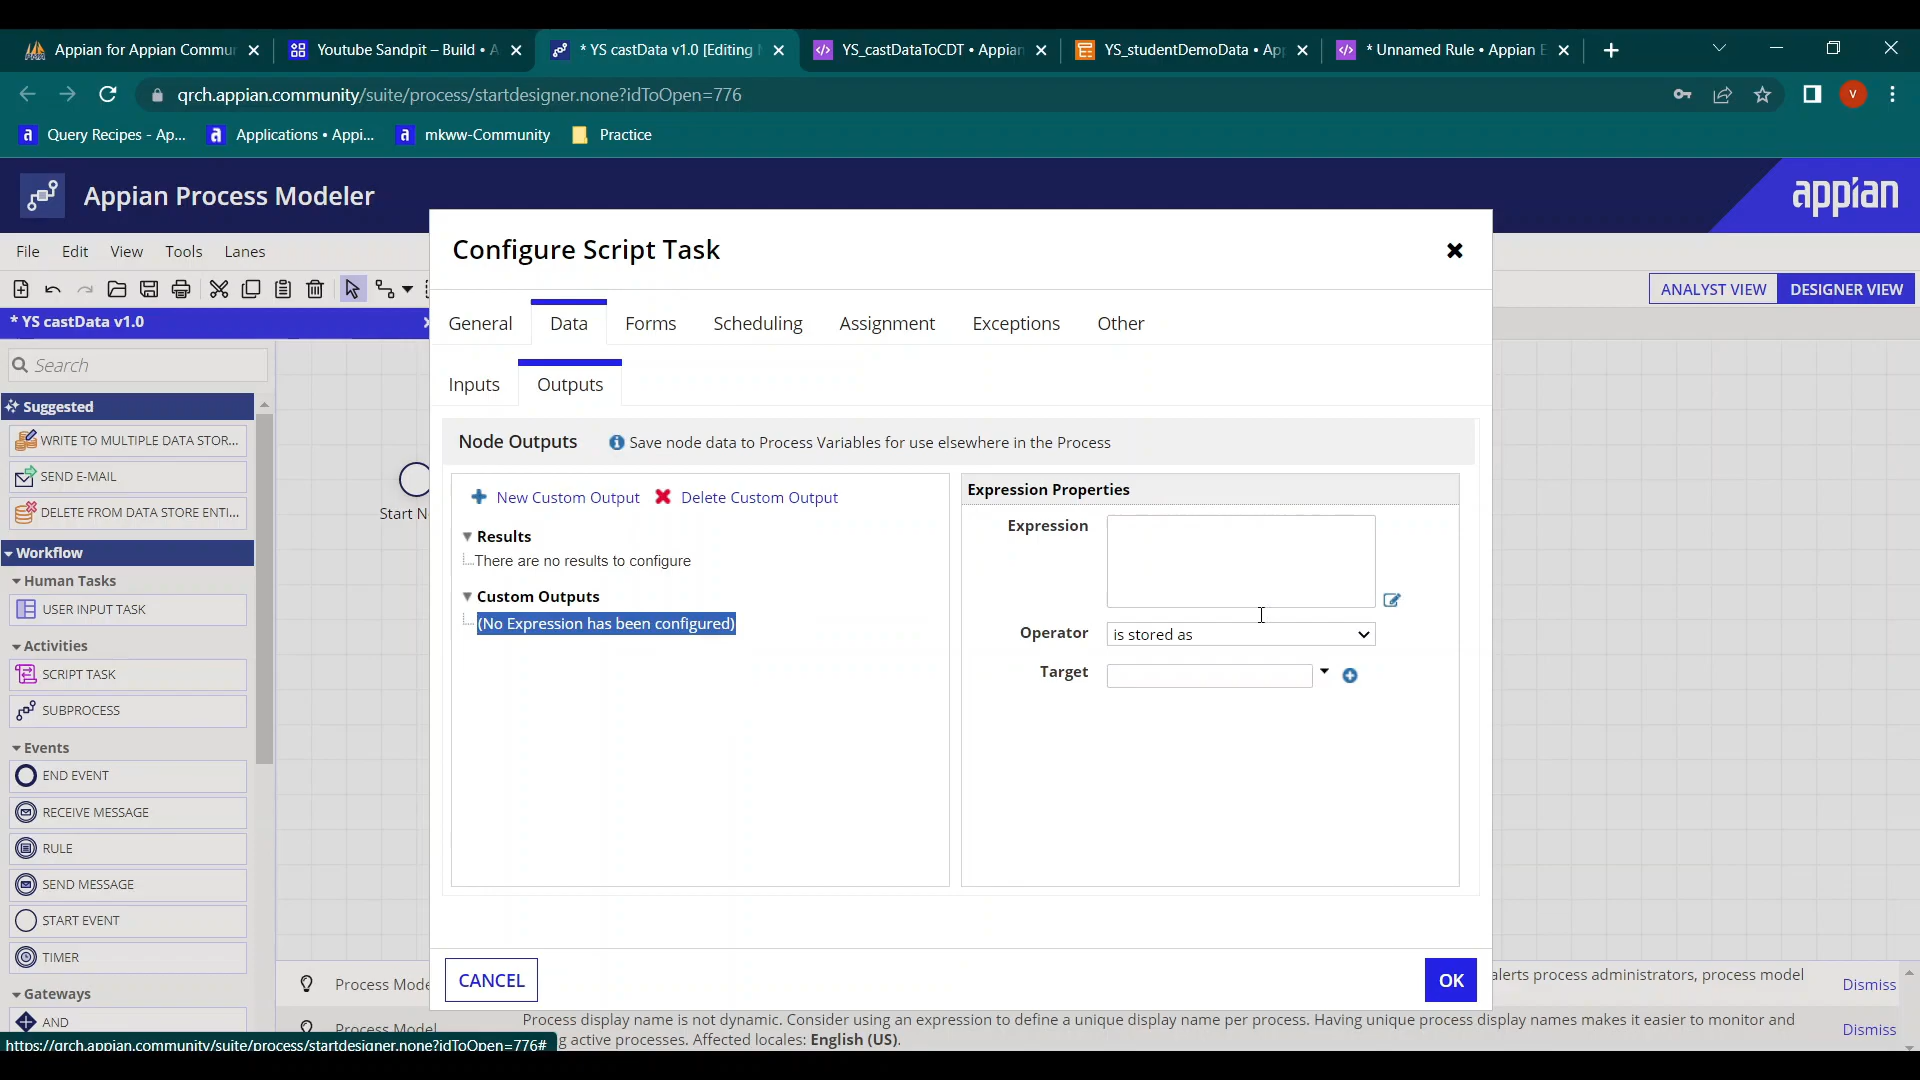 Appian for Appian Commu
Youtube Sandpit – Build • A
* YS castData v1.0 [Editing
YS_castDataToCDT • Appian
YS_studentDemoData • Ap
* Unnamed Rule • Appian E
qrch.appian.community/suite/process/startdesigner.none?idToOpen=776
V
Query Recipes - Ap...
Applications • Appi...
mkww-Community
Practice
Appian Process Modeler
appian
File Edit View Tools Lanes
ANALYST VIEW DESIGNER VIEW
* YS castData v1.0
Search
Suggested
WRITE TO MULTIPLE DATA STOR...
SEND E-MAIL
DELETE FROM DATA STORE ENTI...
Workflow
Human Tasks
USER INPUT TASK
Activities
SCRIPT TASK
SUBPROCESS
Events
END EVENT
RECEIVE MESSAGE
RULE
SEND MESSAGE
START EVENT
TIMER
Gateways
AND
Start N
Configure Script Task
General Data Forms Scheduling Assignment Exceptions Other
Inputs Outputs
Node Outputs Save node data to Process Variables for use elsewhere in the Process
New Custom Output Delete Custom Output
Results
There are no results to configure
Custom Outputs
(No Expression has been configured)
Expression Properties
Expression
Operator is stored as
Target
CANCEL
OK
Process Mode
alerts process administrators, process model
Dismiss
Process Model
Process display name is not dynamic. Consider using an expression to define a unique display name per process. Having unique process display names makes it easier to monitor and
g active processes. Affected locales: English (US).
Dismiss
https://qrch.appian.community/suite/process/startdesigner.none?idToOpen=776#